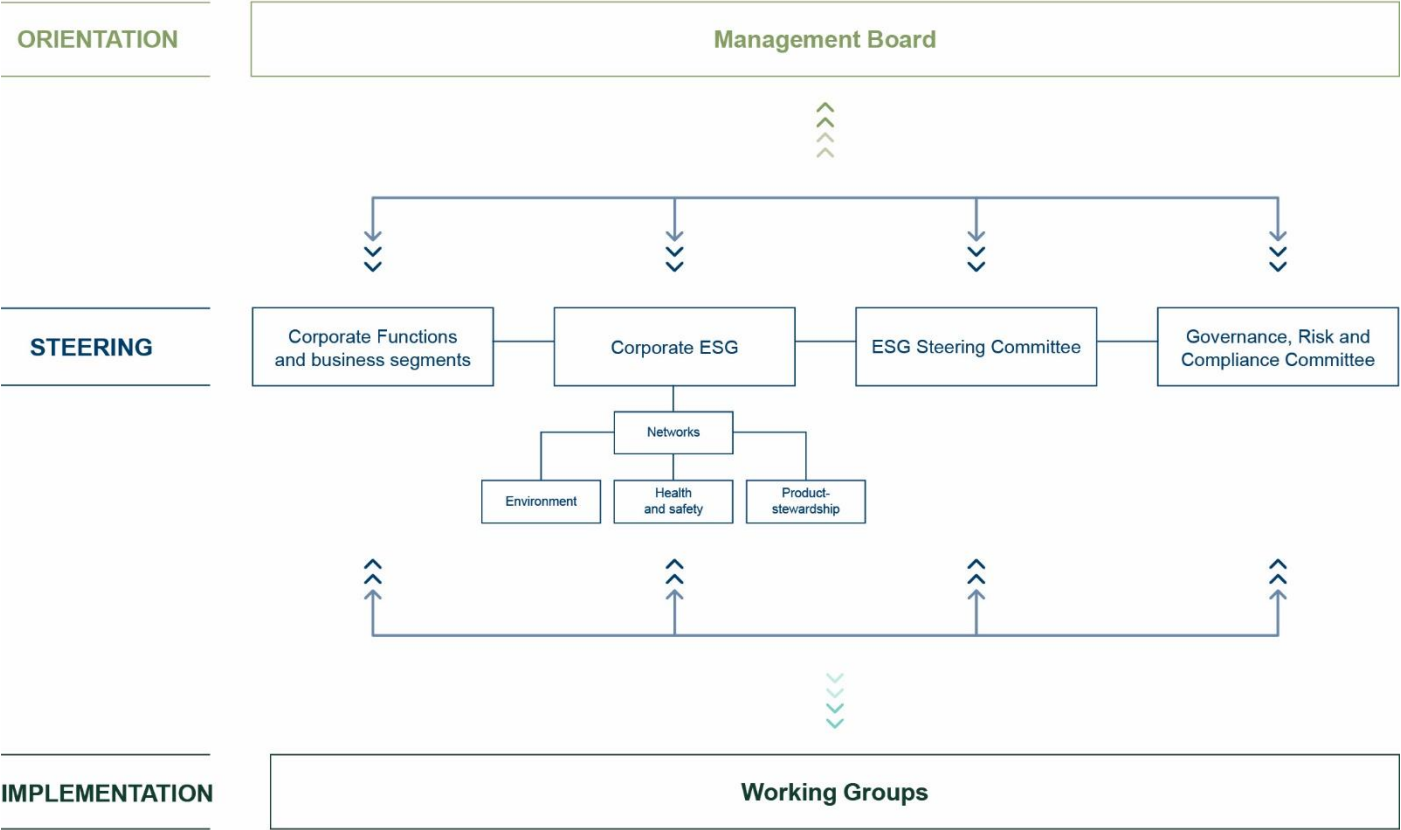 ORIENTATION
Management Board
STEERING
Corporate Functions
and business segments
Corporate ESG
ESG Steering Committee
Governance, Risk and
Compliance Committee
Networks
Environment
Health
and safety
Product-
stewardship
IMPLEMENTATION
Working Groups